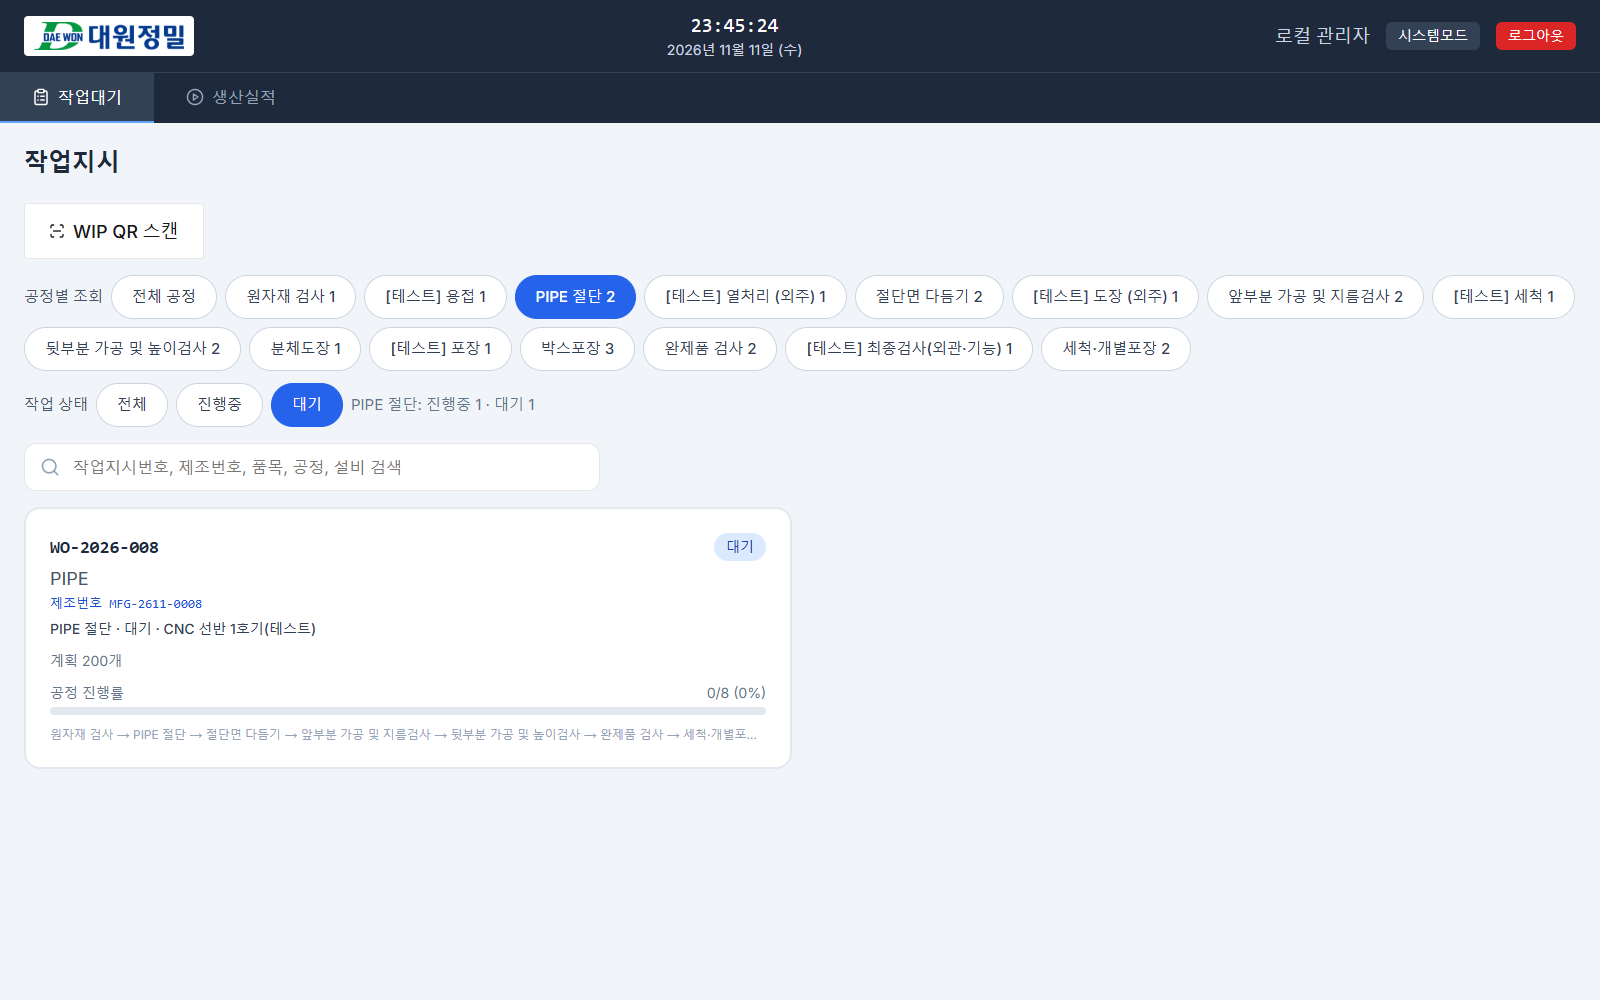 DAE WON 대원정밀
23:45:24
2026년 11월 11일 (수)
로컬 관리자
시스템모드
로그아웃
작업대기
생산실적
작업지시
WIP QR 스캔
공정별 조회
전체 공정
원자재 검사 1
[테스트] 용접 1
PIPE 절단 2
[테스트] 열처리 (외주) 1
절단면 다듬기 2
[테스트] 도장 (외주) 1
앞부분 가공 및 지름검사 2
[테스트] 세척 1
뒷부분 가공 및 높이검사 2
분체도장 1
[테스트] 포장 1
박스포장 3
완제품 검사 2
[테스트] 최종검사(외관·기능) 1
세척·개별포장 2
작업 상태
전체
진행중
대기
PIPE 절단: 진행중 1 · 대기 1
작업지시번호, 제조번호, 품목, 공정, 설비 검색
WO-2026-008
대기
PIPE
제조번호 MFG-2611-0008
PIPE 절단 · 대기 · CNC 선반 1호기(테스트)
계획 200개
공정 진행률
0/8 (0%)
원자재 검사 → PIPE 절단 → 절단면 다듬기 → 앞부분 가공 및 지름검사 → 뒷부분 가공 및 높이검사 → 완제품 검사 → 세척·개별포...